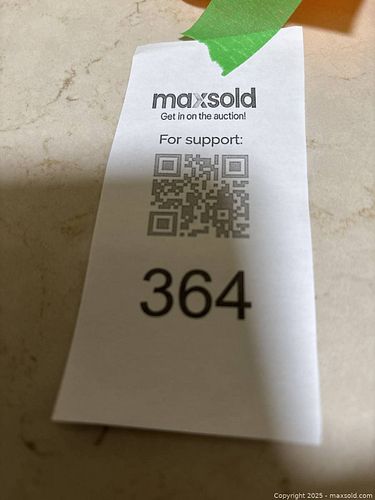 maxsold
Get in on the auction!
For support:
364
Copyright 2025 - maxsold.com